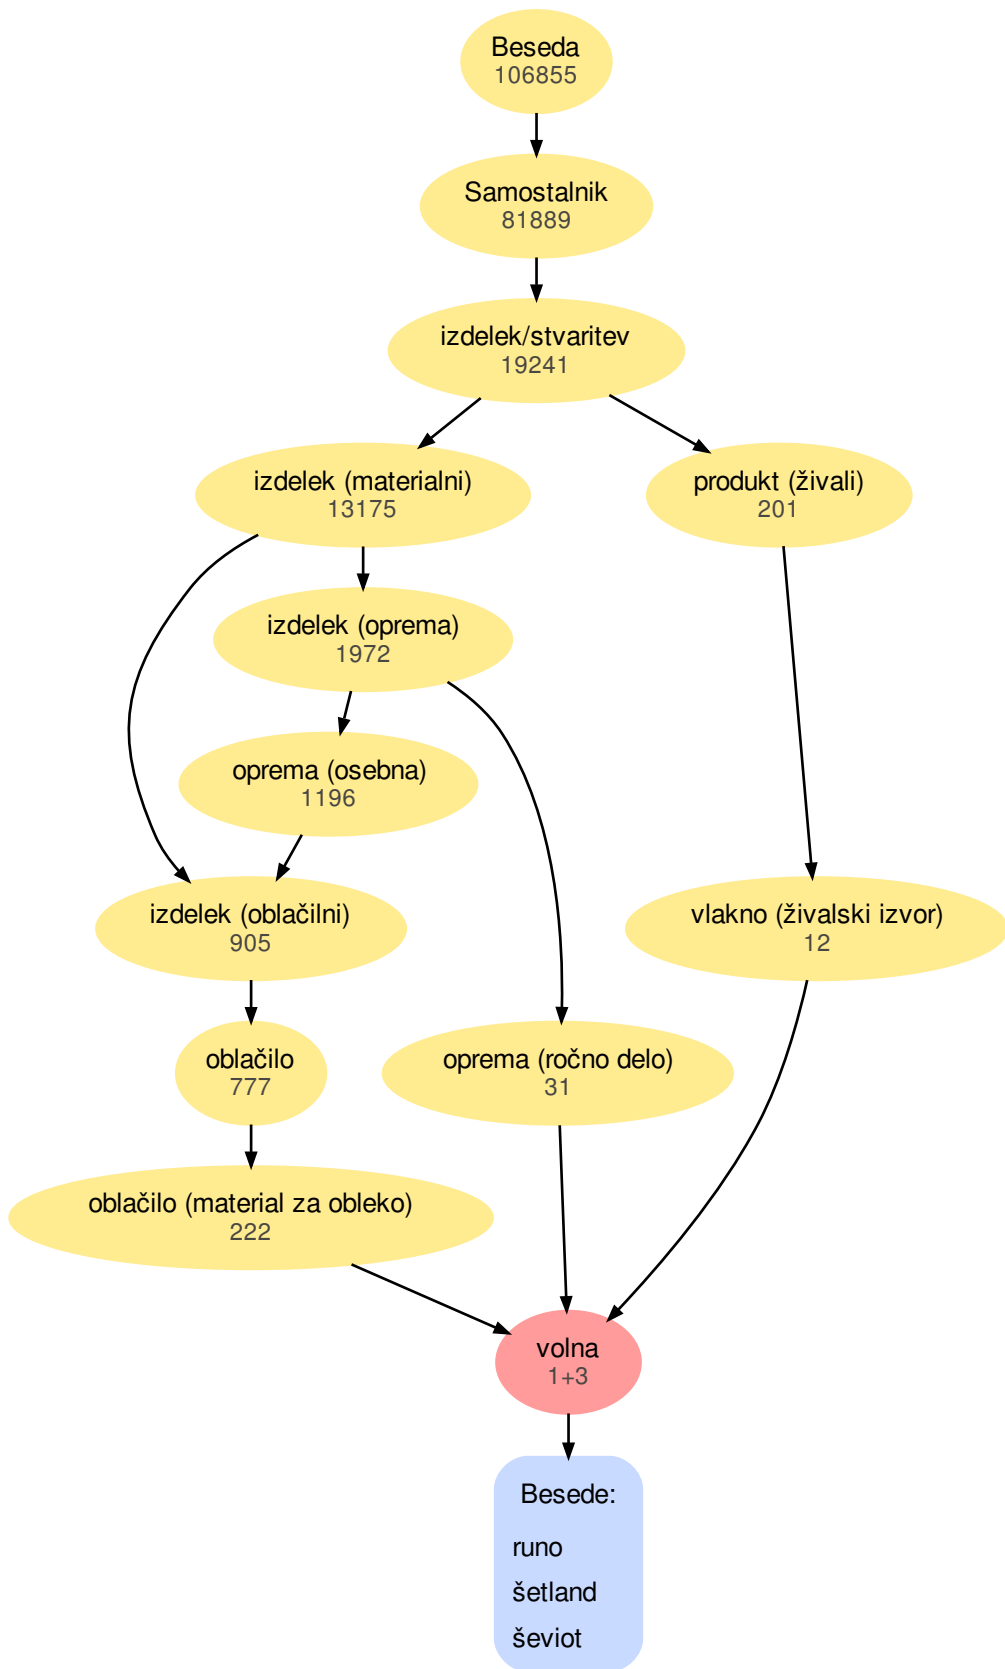 Beseda
106855
Samostalnik
81889
izdelek/stvaritev
19241
izdelek (materialni)
13175
produkt (živali)
201
izdelek (oprema)
1972
oprema (osebna)
1196
izdelek (oblačilni)
905
vlakno (živalski izvor)
12
oblačilo
777
oprema (ročno delo)
31
oblačilo (material za obleko)
222
volna
1+3
Besede:
runo
šetland
ševiot